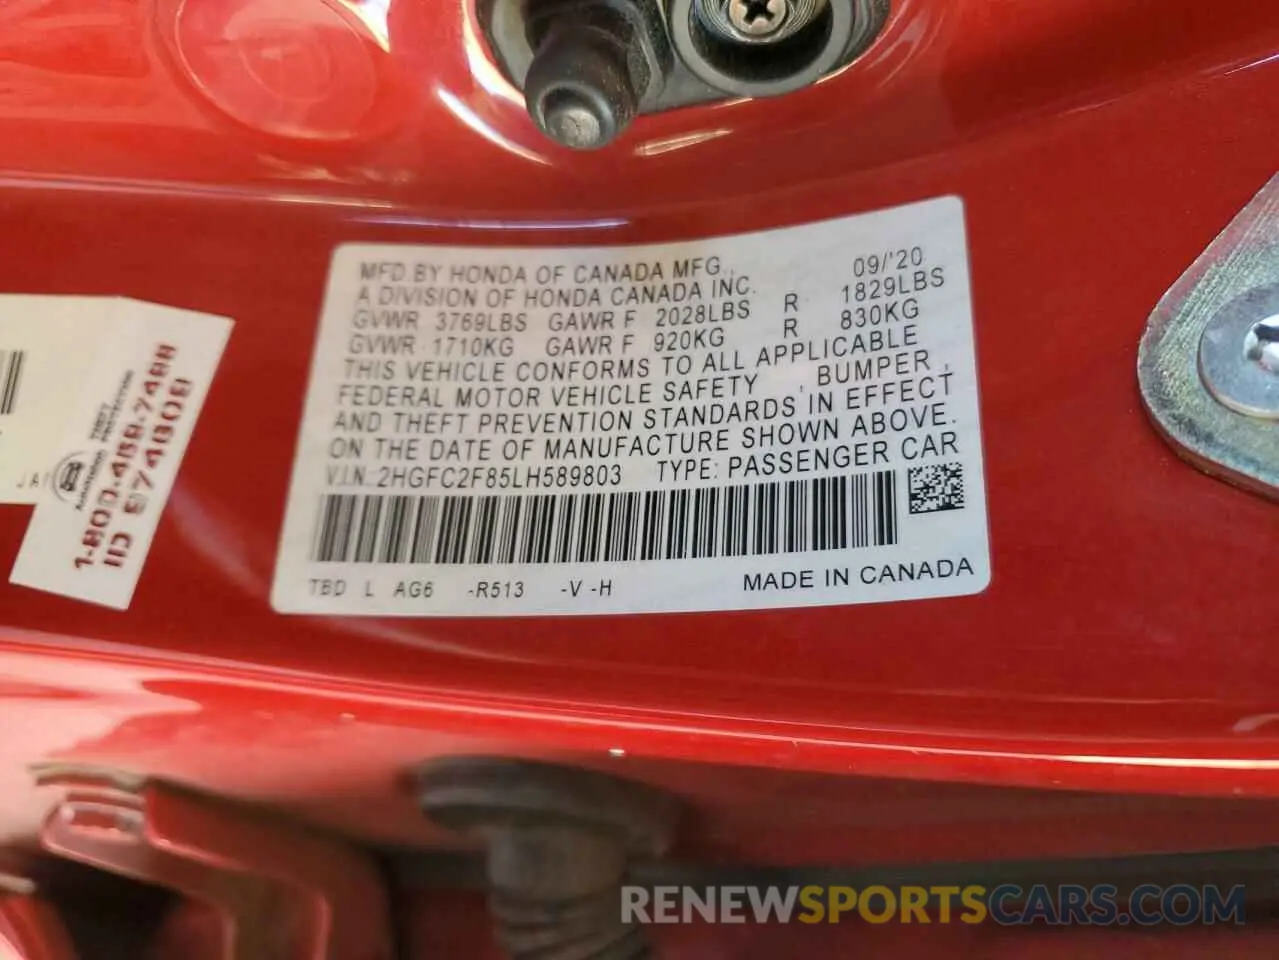 MFD.BY HONDA OF CANADA MFG., 09/'20
A DIVISION OF HONDA CANADA INC.
GVWR 3769LBS GAWR F 2028LBS R 1829LBS
GVWR 1710KG GAWR F 920KG R 830KG
THIS VEHICLE CONFORMS TO ALL APPLICABLE
FEDERAL MOTOR VEHICLE SAFETY , BUMPER ,
AND THEFT PREVENTION STANDARDS IN EFFECT
ON THE DATE OF MANUFACTURE SHOWN ABOVE.
V.I.N.:2HGFC2F85LH589803 TYPE: PASSENGER CAR
TBD L AG6 -R513 -V -H MADE IN CANADA
THEFT
PROTECTION
1-800-458-7488
RENEWSPORTSCARS.COM